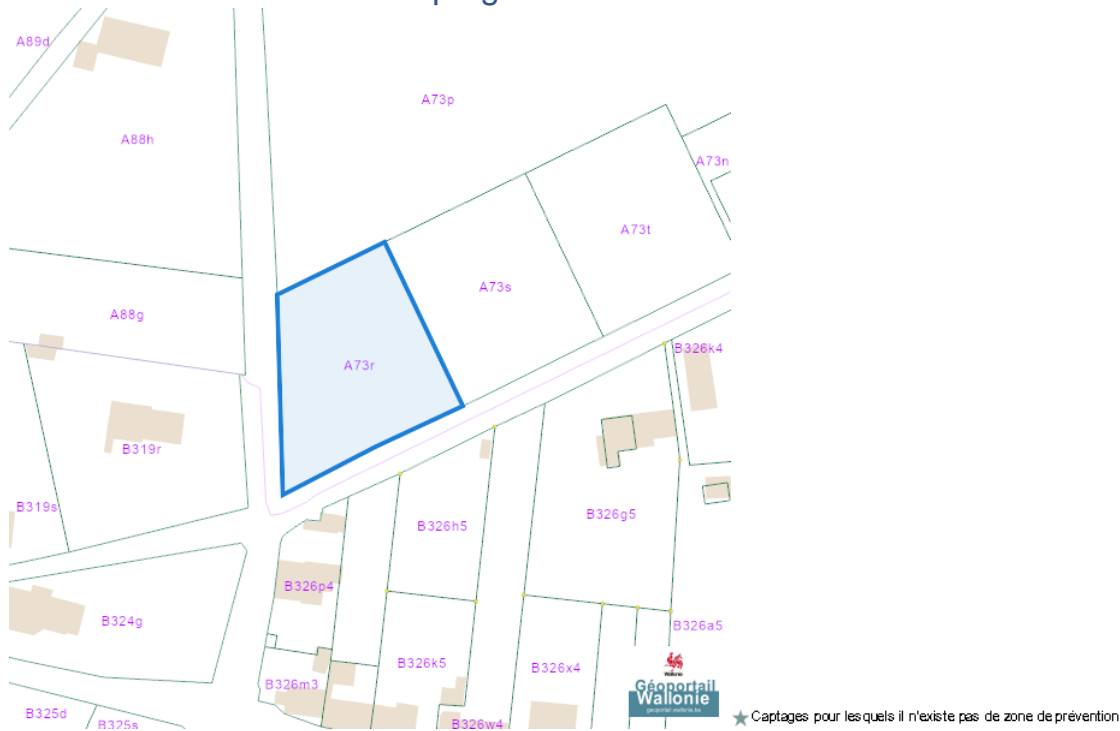 A89d
A73p
A88h
A73n
A73t
A73s
A88g
A73r
B326k4
B319r
B319s
B326g5
B326h5
B326p4
B324g
B326a5
B326k5
B326x4
B326m3
Wallonie
Géoportail
Wallonie
geoportail.wallonie.be
B325d
B325s
B326w4
Captages pour lesquels il n'existe pas de zone de prévention